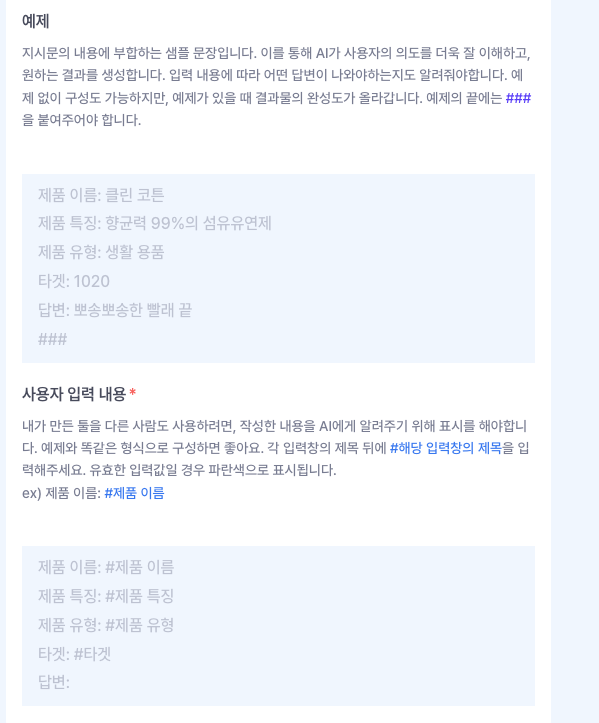 예제
지시문의 내용에 부합하는 샘플 문장입니다. 이를 통해 AI가 사용자의 의도를 더욱 잘 이해하고,
원하는 결과를 생성합니다. 입력 내용에 따라 어떤 답변이 나와야하는지도 알려줘야합니다. 예
제 없이 구성도 가능하지만, 예제가 있을 때 결과물의 완성도가 올라갑니다. 예제의 끝에는 ###
을 붙여주어야 합니다.
제품 이름: 클린 코튼
제품 특징: 향균력 99%의 섬유유연제
제품 유형: 생활 용품
타겟: 1020
답변: 뽀송뽀송한 빨래 끝
###
사용자 입력 내용 *
내가 만든 툴을 다른 사람도 사용하려면, 작성한 내용을 AI에게 알려주기 위해 표시를 해야합니
다. 예제와 똑같은 형식으로 구성하면 좋아요. 각 입력창의 제목 뒤에 #해당 입력창의 제목을 입
력해주세요. 유효한 입력값일 경우 파란색으로 표시됩니다.
ex) 제품 이름: #제품 이름
제품 이름: #제품 이름
제품 특징: #제품 특징
제품 유형: #제품 유형
타겟: #타겟
답변: